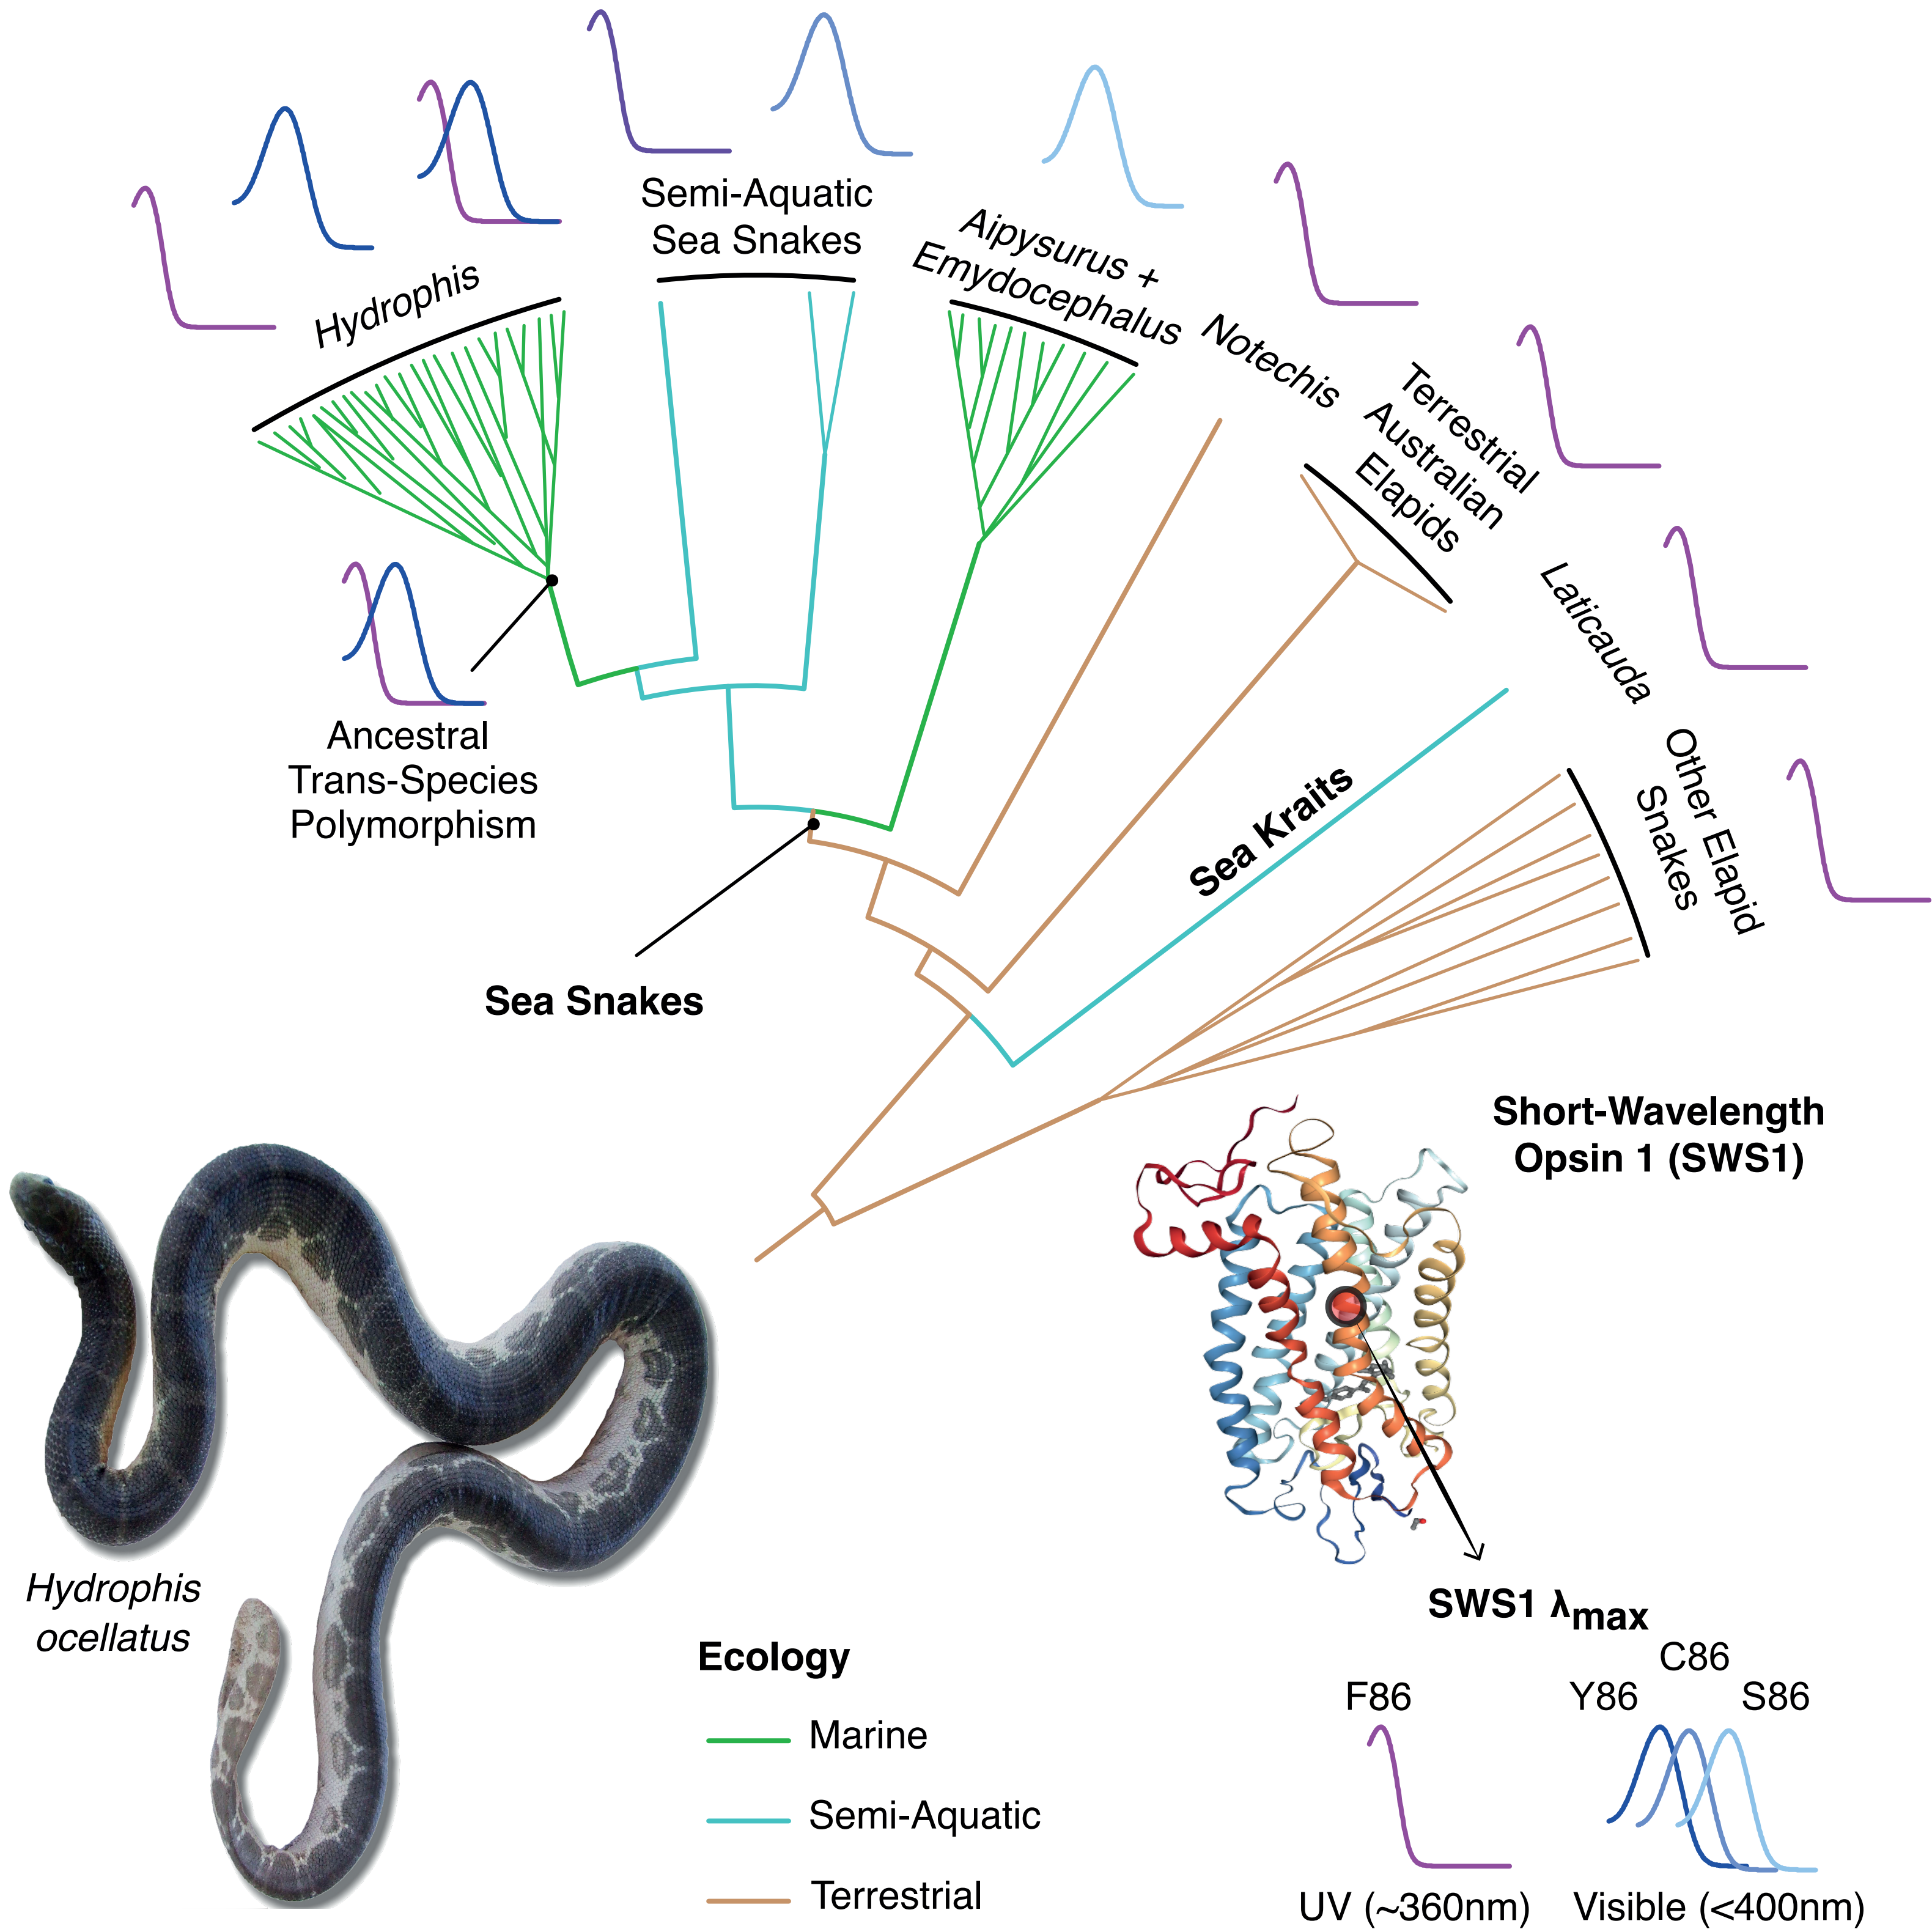 Semi-Aquatic
Sea Snakes
Hydrophis
Aipysurus +
Emydocephalus
Notechis
Terrestrial
Australian
Elapids
Laticauda
Other Elapid
Snakes
Ancestral
Trans-Species
Polymorphism
Sea Kraits
Sea Snakes
Short-Wavelength
Opsin 1 (SWS1)
Hydrophis
ocellatus
SWS1 λmax
C86
F86
Y86
S86
UV (~360nm)
Visible (<400nm)
Ecology
Marine
Semi-Aquatic
Terrestrial